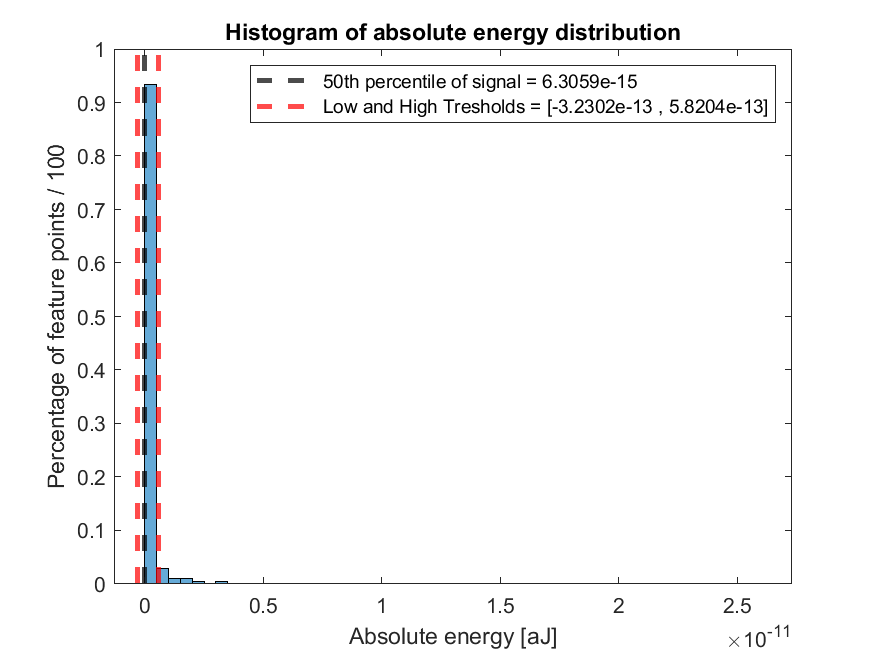 Histogram of absolute energy distribution
50th percentile of signal = 6.3059e-15
Low and High Tresholds = [-3.2302e-13 , 5.8204e-13]
Percentage of feature points / 100
1
0.9
0.8
0.7
0.6
0.5
0.4
0.3
0.2
0.1
0
0 0.5 1 1.5 2 2.5
×10⁻¹¹
Absolute energy [aJ]